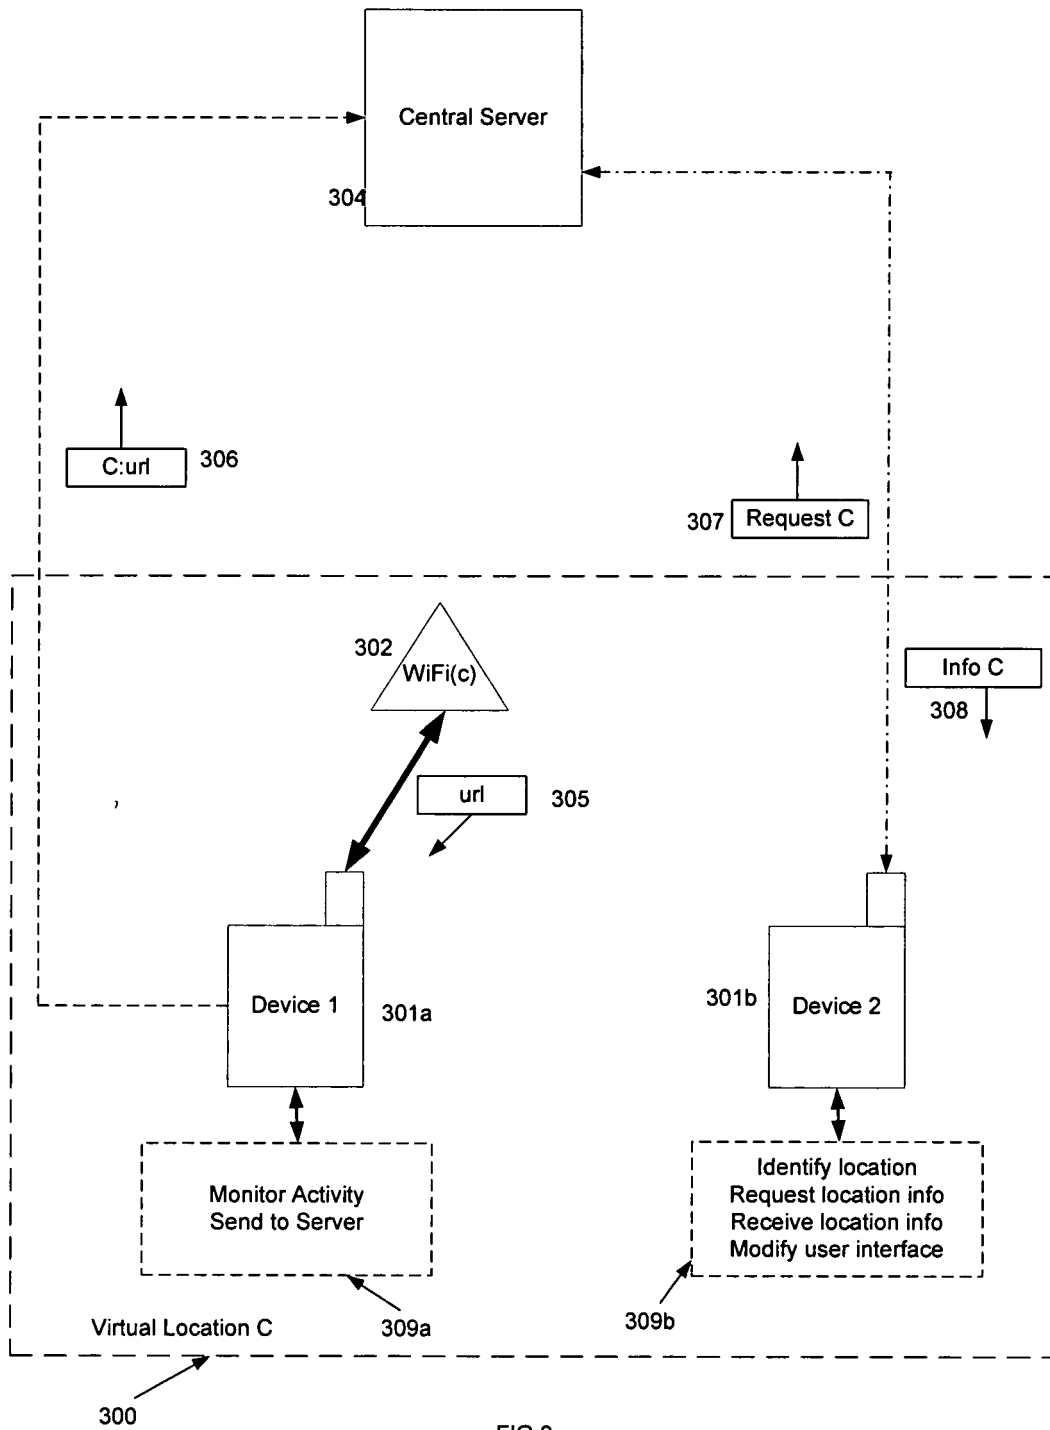 Central Server
304
C:url
306
307
Request C
302
WiFi(c)
Info C
308
url
305
Device 1
301a
301b
Device 2
Monitor Activity
Send to Server
Identify location
Request location info
Receive location info
Modify user interface
309a
309b
Virtual Location C
300